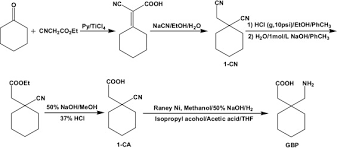 O
CNCH₂CO₂Et
Py/TiCl₄
NC COOH
NaCN/EtOH/H₂O
CN
CN
1-CN
1) HCl (g,10psi)/EtOH/PhCH₃
2) H₂O/1mol/L NaOH/PhCH₃
COOEt
CN
50% NaOH/MeOH
37% HCl
COOH
CN
1-CA
Raney Ni, Methanol/50% NaOH/H₂
Isopropyl acohol/Acetic acid/THF
COOH NH₂
GBP